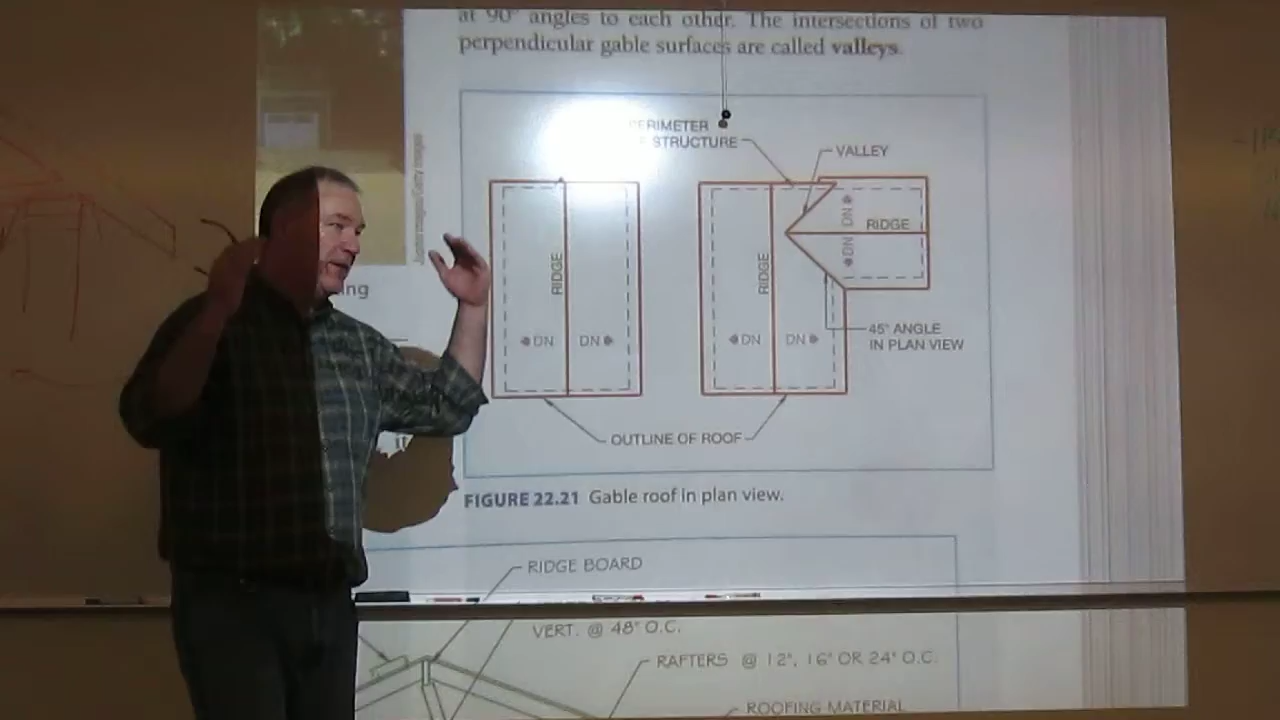 at 90° angles to each other. The intersections of two
perpendicular gable surfaces are called valleys.
PERIMETER
STRUCTURE
VALLEY
DN
RIDGE
DN
RIDGE
RIDGE
DN
DN
DN
DN
45° ANGLE
IN PLAN VIEW
OUTLINE OF ROOF
FIGURE 22.21 Gable roof in plan view.
RIDGE BOARD
VERT. @ 48" O.C.
RAFTERS @ 12", 16" OR 24" O.C.
ROOFING MATERIAL